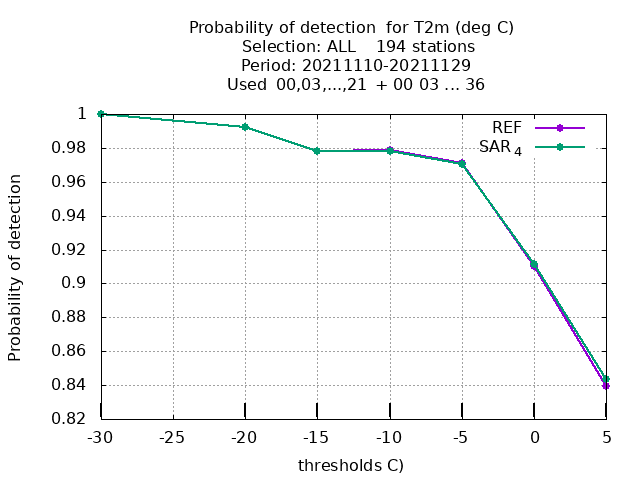 Probability of detection  for T2m (deg C)
Selection: ALL    194 stations
Period: 20211110-20211129
Used  00,03,...,21  + 00 03 ... 36
Probability of detection
1
0.98
0.96
0.94
0.92
0.9
0.88
0.86
0.84
0.82
REF
SAR 4
-30 -25 -20 -15 -10 -5 0 5
thresholds C)